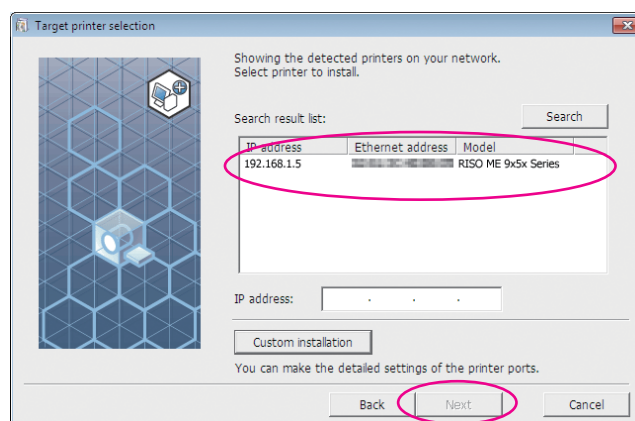 Target printer selection
Showing the detected printers on your network.
Select printer to install.
Search result list:
Search
IP address Ethernet address Model
192.168.1.5 RISO ME 9x5x Series
IP address: . . .
Custom installation
You can make the detailed settings of the printer ports.
Back Next Cancel